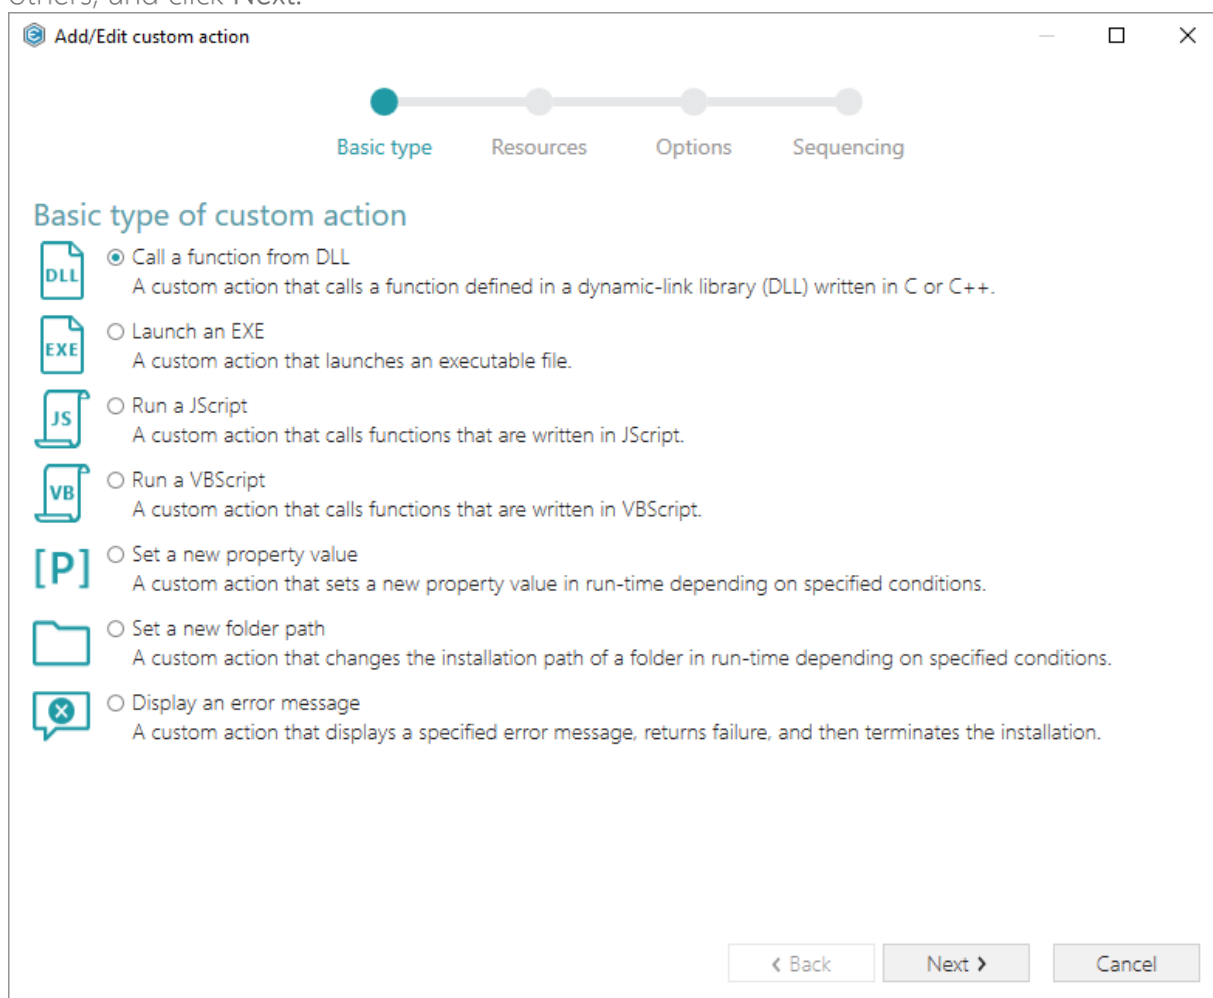 others, and click Next.
Add/Edit custom action
Basic type Resources Options Sequencing
Basic type of custom action
DLL
Call a function from DLL
A custom action that calls a function defined in a dynamic-link library (DLL) written in C or C++.
EXE
Launch an EXE
A custom action that launches an executable file.
JS
Run a JScript
A custom action that calls functions that are written in JScript.
VB
Run a VBScript
A custom action that calls functions that are written in VBScript.
[P]
Set a new property value
A custom action that sets a new property value in run-time depending on specified conditions.
Set a new folder path
A custom action that changes the installation path of a folder in run-time depending on specified conditions.
Display an error message
A custom action that displays a specified error message, returns failure, and then terminates the installation.
Back Next Cancel